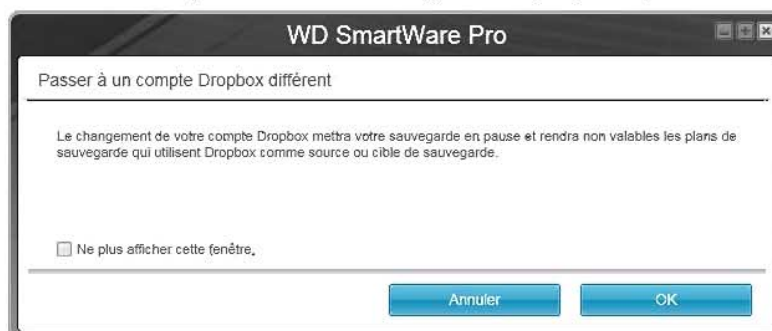 WD SmartWare Pro
Passer à un compte Dropbox différent
Le changement de votre compte Dropbox mettra votre sauvegarde en pause et rendra non valables les plans de
sauvegarde qui utilisent Dropbox comme source ou cible de sauvegarde.
Ne plus afficher cette fenêtre.
Annuler
OK